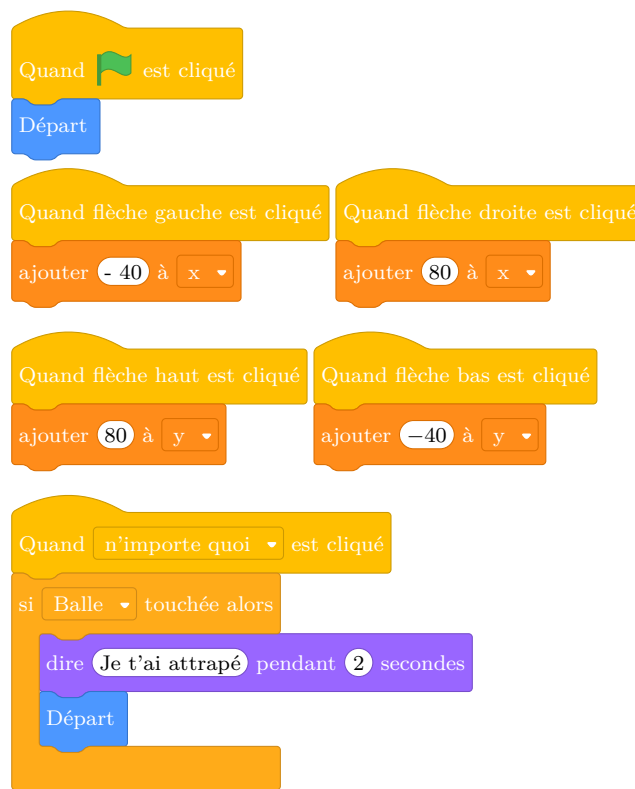 Quand est cliqué
Départ
Quand flèche gauche est cliqué
ajouter - 40 à x
Quand flèche droite est cliqué
ajouter 80 à x
Quand flèche haut est cliqué
ajouter 80 à y
Quand flèche bas est cliqué
ajouter −40 à y
Quand n'importe quoi est cliqué
si Balle touchée alors
dire Je t'ai attrapé pendant 2 secondes
Départ